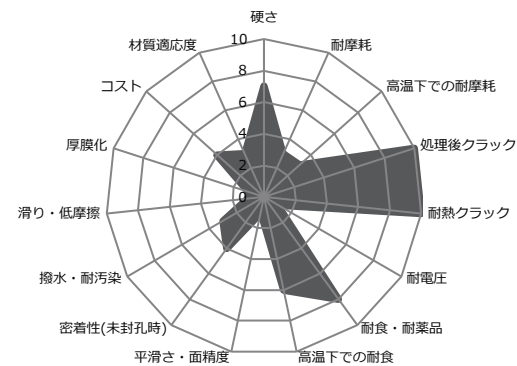 硬さ
耐摩耗
高温下での耐摩耗
処理後クラック
耐熱クラック
耐電圧
耐食・耐薬品
高温下での耐食
平滑さ・面精度
密着性(未封孔時)
撥水・耐汚染
滑り・低摩擦
厚膜化
コスト
材質適応度
10
8
6
4
2
0